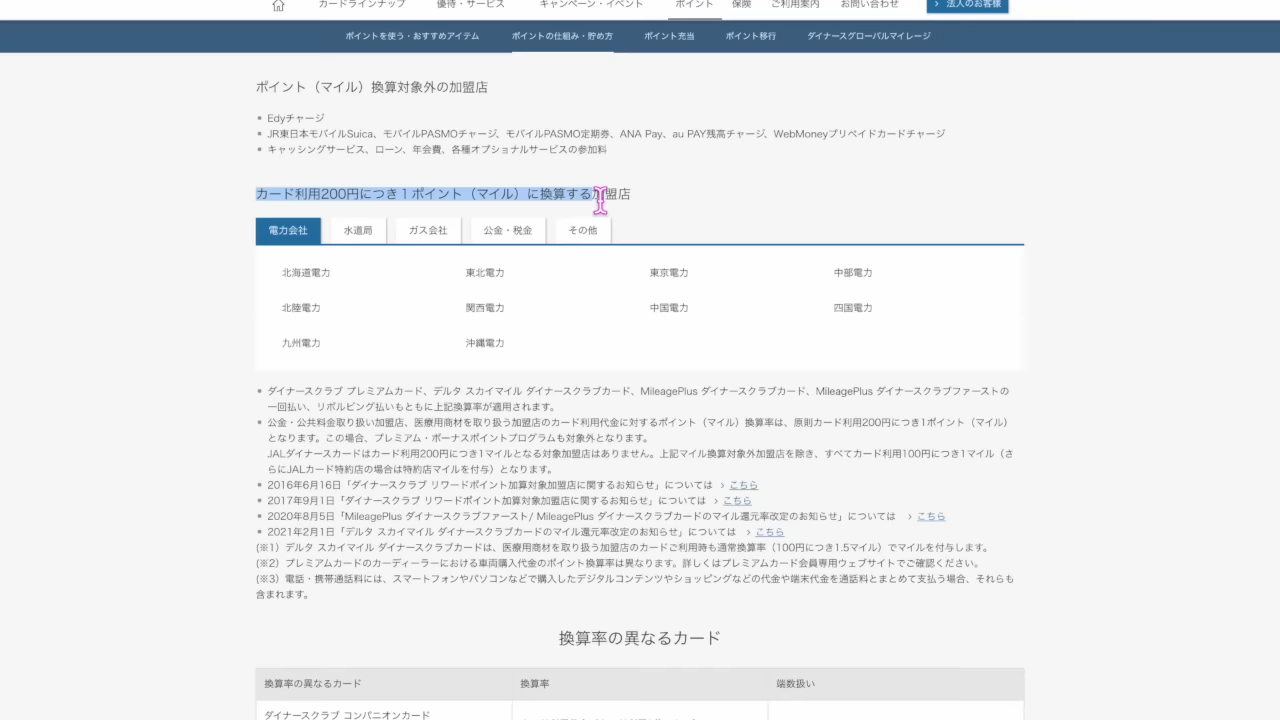 カードラインナップ 優待・サービス キャンペーン・イベント ポイント 保険 ご利用案内 お問い合わせ › 法人のお客様
ポイントを使う・おすすめアイテム ポイントの仕組み・貯め方 ポイント充当 ポイント移行 ダイナースグローバルマイレージ
ポイント（マイル）換算対象外の加盟店
Edyチャージ
JR東日本モバイルSuica、モバイルPASMOチャージ、モバイルPASMO定期券、ANA Pay、au PAY残高チャージ、WebMoneyプリペイドカードチャージ
キャッシングサービス、ローン、年会費、各種オプショナルサービスの参加料
カード利用200円につき１ポイント（マイル）に換算する加盟店
電力会社 水道局 ガス会社 公金・税金 その他
北海道電力 東北電力 東京電力 中部電力
北陸電力 関西電力 中国電力 四国電力
九州電力 沖縄電力
ダイナースクラブ プレミアムカード、デルタ スカイマイル ダイナースクラブカード、MileagePlus ダイナースクラブカード、MileagePlus ダイナースクラブファーストの
一回払い、リボルビング払いもともに上記換算率が適用されます。
公金・公共料金取り扱い加盟店、医療用商材を取り扱う加盟店のカード利用代金に対するポイント（マイル）換算率は、原則カード利用200円につき1ポイント（マイル）
となります。この場合、プレミアム・ボーナスポイントプログラムも対象外となります。
JALダイナースカードはカード利用200円につき1マイルとなる対象加盟店はありません。上記マイル換算対象外加盟店を除き、すべてカード利用100円につき1マイル（さ
らにJALカード特約店の場合は特約店マイルを付与）となります。
2016年6月16日「ダイナースクラブ リワードポイント加算対象加盟店に関するお知らせ」については › こちら
2017年9月1日「ダイナースクラブ リワードポイント加算対象加盟店に関するお知らせ」については › こちら
2020年8月5日「MileagePlus ダイナースクラブファースト/ MileagePlus ダイナースクラブカードのマイル還元率改定のお知らせ」については › こちら
2021年2月1日「デルタ スカイマイル ダイナースクラブカードのマイル還元率改定のお知らせ」については › こちら
(※1）デルタ スカイマイル ダイナースクラブカードは、医療用商材を取り扱う加盟店のカードご利用時も通常換算率（100円につき1.5マイル）でマイルを付与します。
(※2）プレミアムカードのカーディーラーにおける車両購入代金のポイント換算率は異なります。詳しくはプレミアムカード会員専用ウェブサイトでご確認ください。
(※3）電話・携帯通話料には、スマートフォンやパソコンなどで購入したデジタルコンテンツやショッピングなどの代金や端末代金を通話料とまとめて支払う場合、それらも
含まれます。
換算率の異なるカード
換算率の異なるカード 換算率 端数扱い
ダイナースクラブ コンパニオンカード